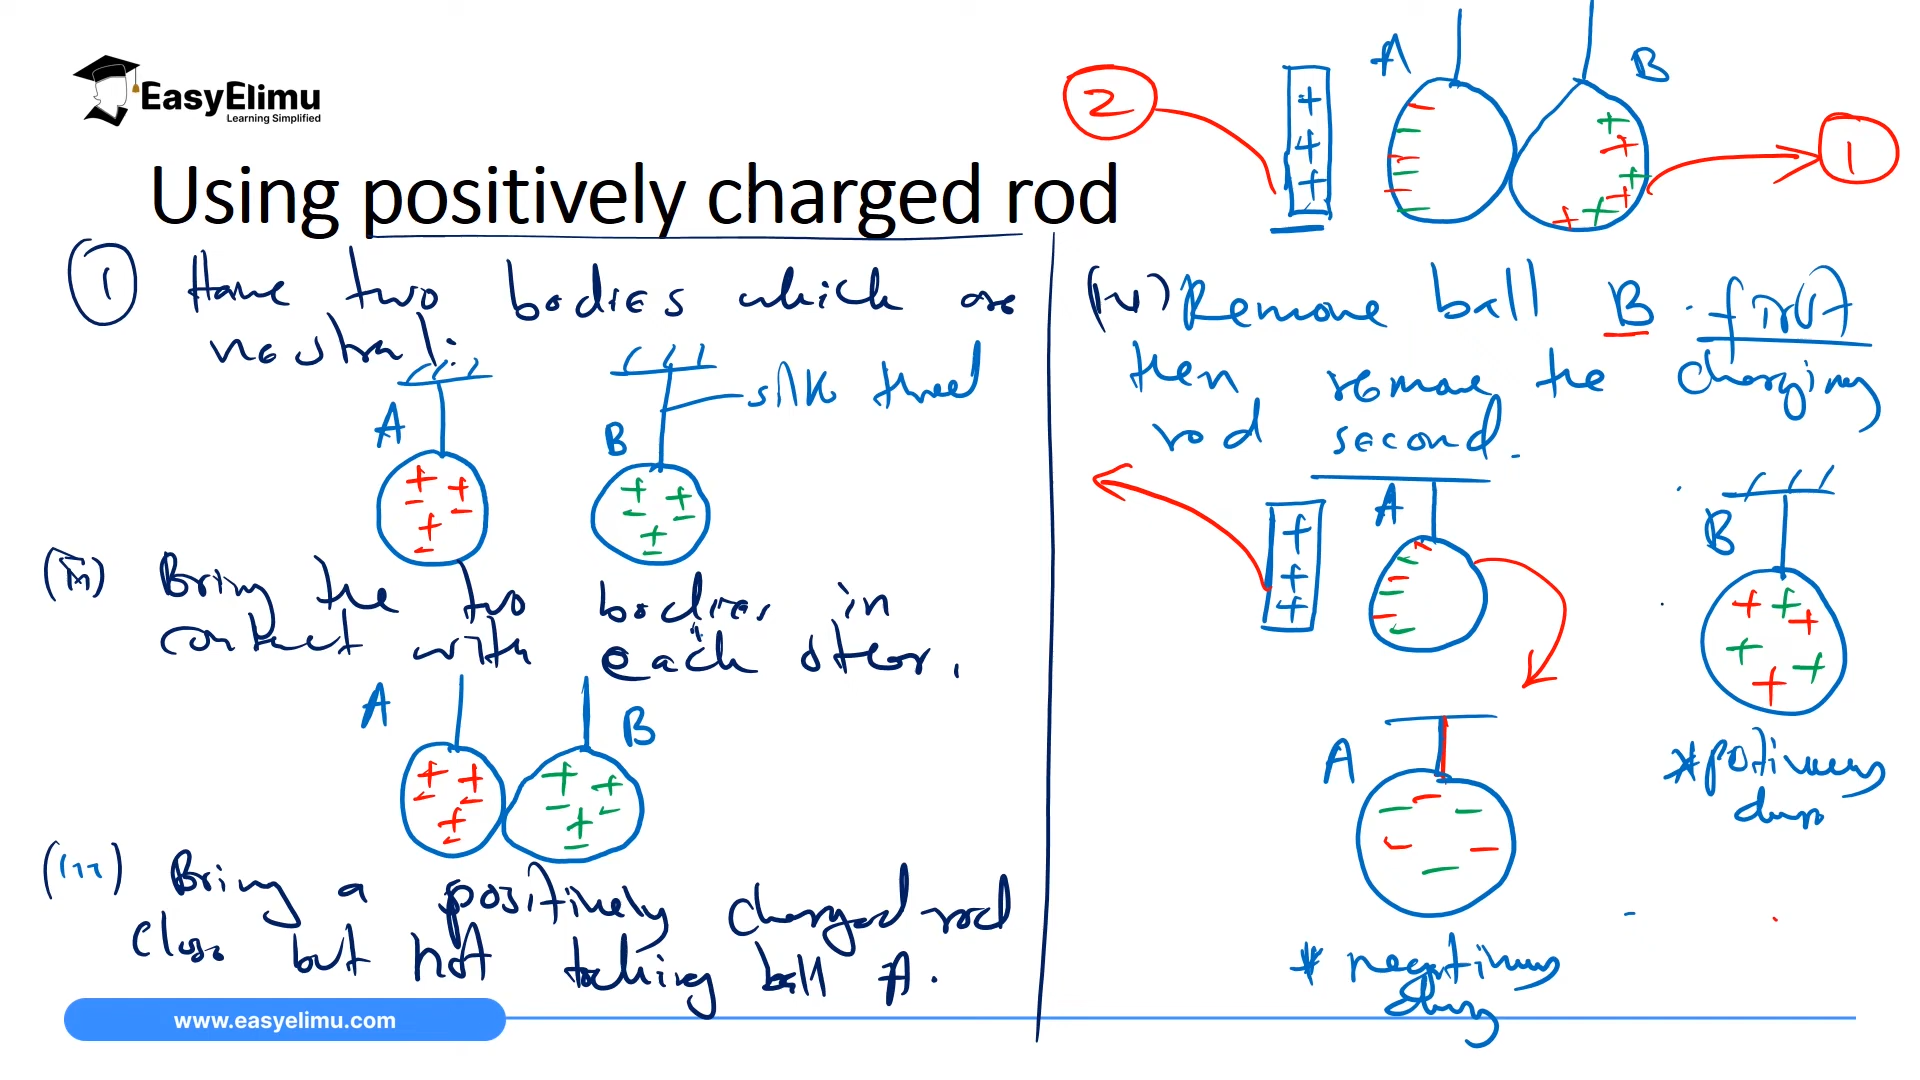 EasyElimu
Learning Simplified
Using positively charged rod
① Have two bodies which are
neutral.
A
B
silk thread
(ii) Bring the two bodies in
contact with each other.
A
B
(iii) Bring a positively charged rod
close but not touching ball A.
www.easyelimu.com
2
A
B
1
+ + +
(iv) Remove ball B first
then remove the charging
rod second.
A
B
+ + +
* positively
A
* negatively